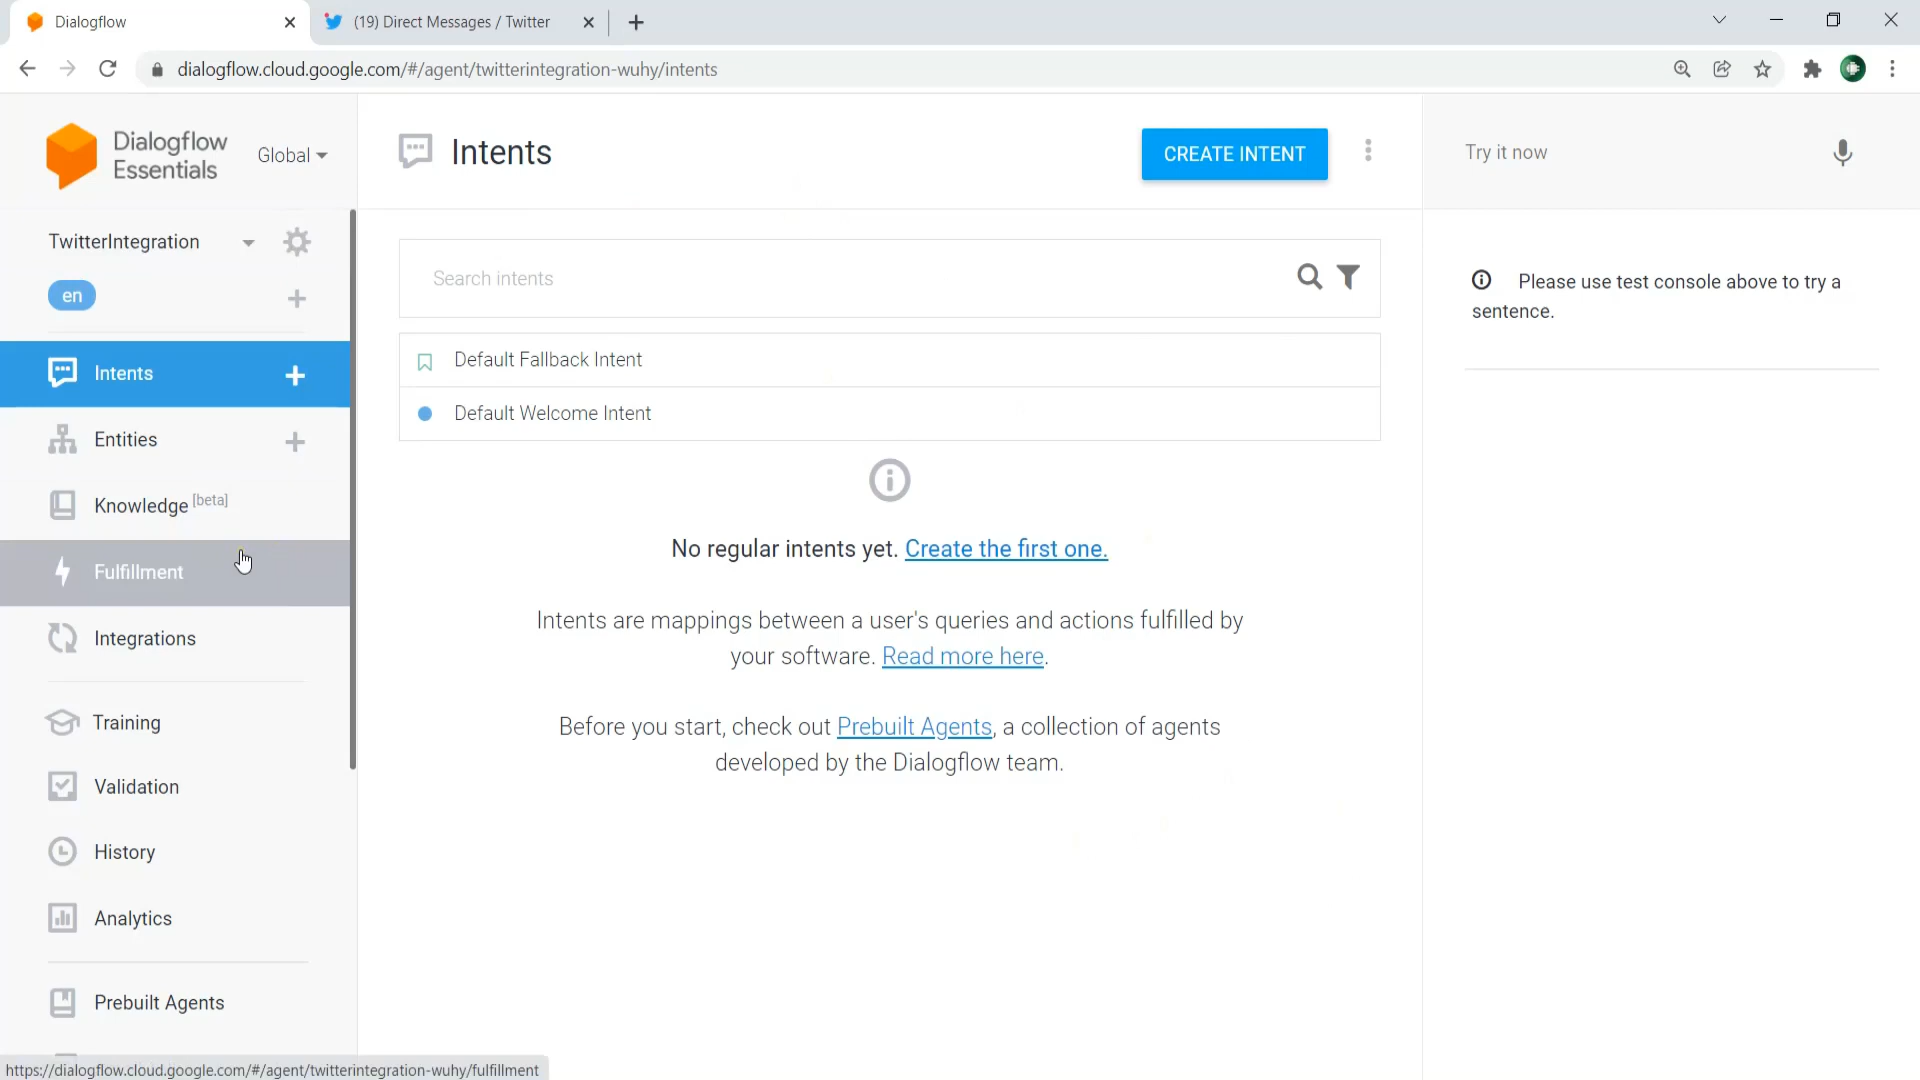 Dialogflow
(19) Direct Messages / Twitter
dialogflow.cloud.google.com/#/agent/twitterintegration-wuhy/intents
Dialogflow
Essentials
Global
Intents
CREATE INTENT
Try it now
TwitterIntegration
en
Search intents
Please use test console above to try a
sentence.
Default Fallback Intent
Default Welcome Intent
Intents
Entities
Knowledge [beta]
Fulfillment
Integrations
Training
Validation
History
Analytics
Prebuilt Agents
No regular intents yet. Create the first one.
Intents are mappings between a user's queries and actions fulfilled by
your software. Read more here.
Before you start, check out Prebuilt Agents, a collection of agents
developed by the Dialogflow team.
https://dialogflow.cloud.google.com/#/agent/twitterintegration-wuhy/fulfillment